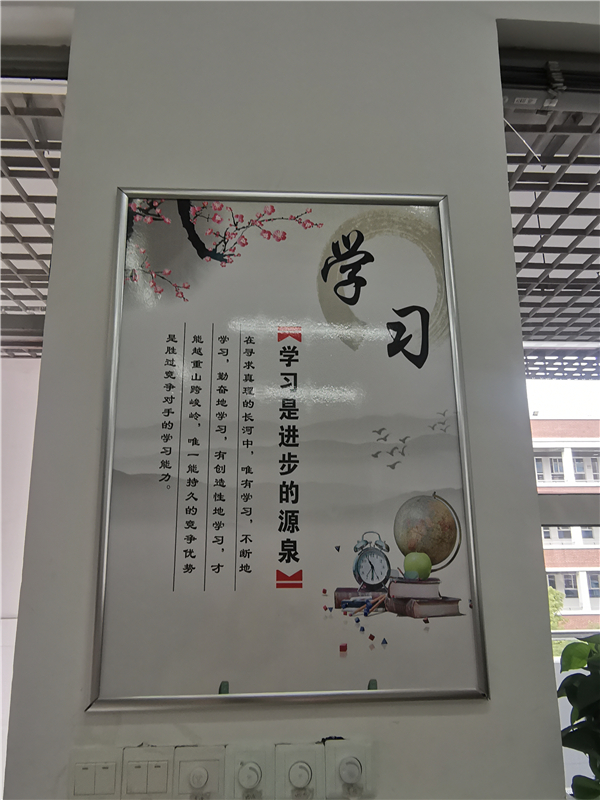 学习
学习是进步的源泉
在寻求真理的长河中，唯有学习，不断地
学习，勤奋地学习，有创造性地学习，才
能越重山跨峻岭，唯一能持久的竞争优势
是胜过竞争对手的学习能力。